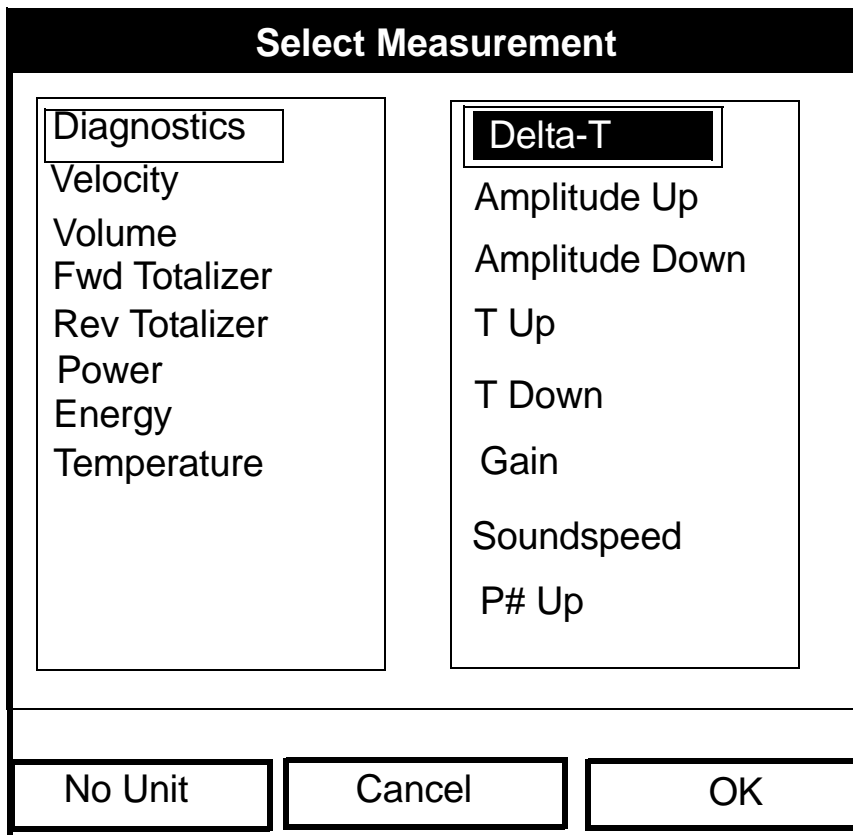 Select Measurement
Diagnostics
Velocity
Volume
Fwd Totalizer
Rev Totalizer
Power
Energy
Temperature
Delta-T
Amplitude Up
Amplitude Down
T Up
T Down
Gain
Soundspeed
P# Up
No Unit
Cancel
OK